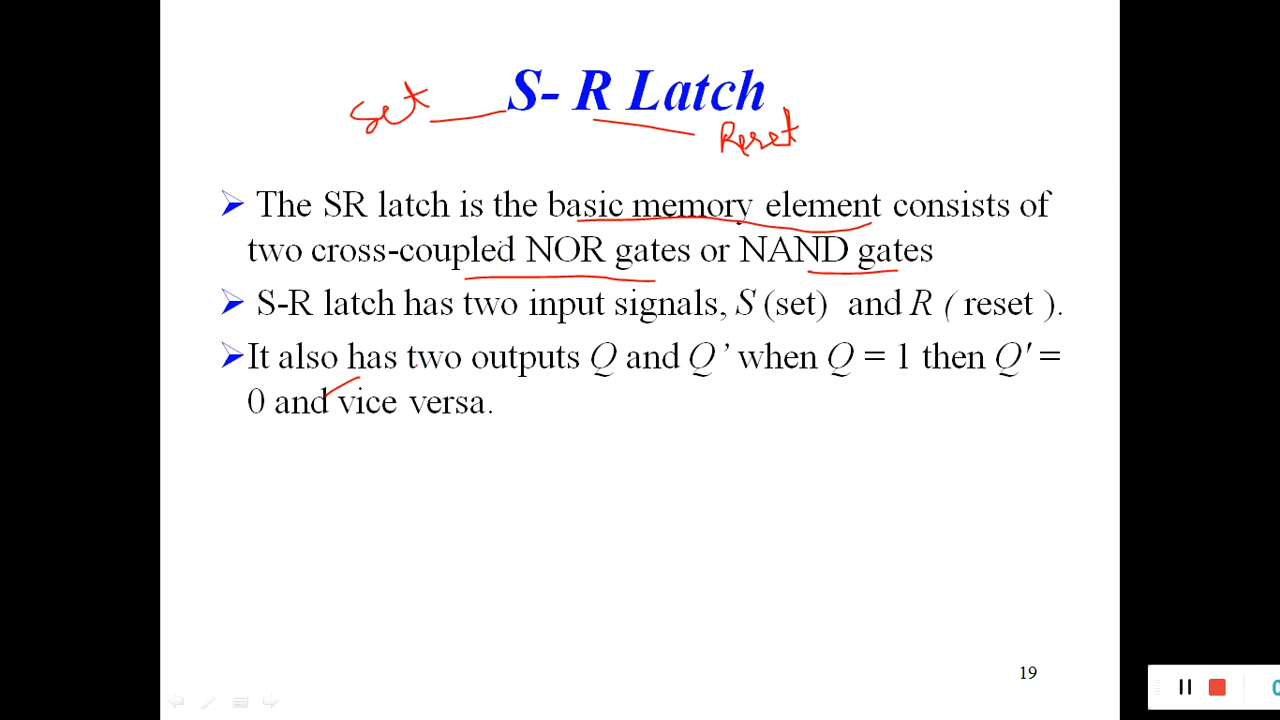 S- R Latch
Set
Reset
➢ The SR latch is the basic memory element consists of
two cross-coupled NOR gates or NAND gates
➢ S-R latch has two input signals, S (set) and R ( reset ).
➢It also has two outputs Q and Q ’ when Q = 1 then Q′ =
0 and vice versa.
19
0